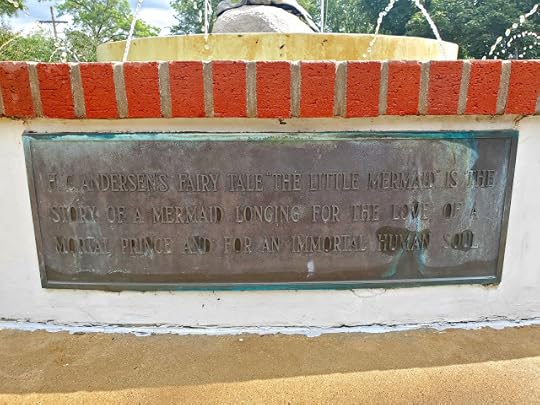 H. C. ANDERSEN'S FAIRY TALE "THE LITTLE MERMAID" IS THE
STORY OF A MERMAID LONGING FOR THE LOVE OF A
MORTAL PRINCE AND FOR AN IMMORTAL HUMAN SOUL